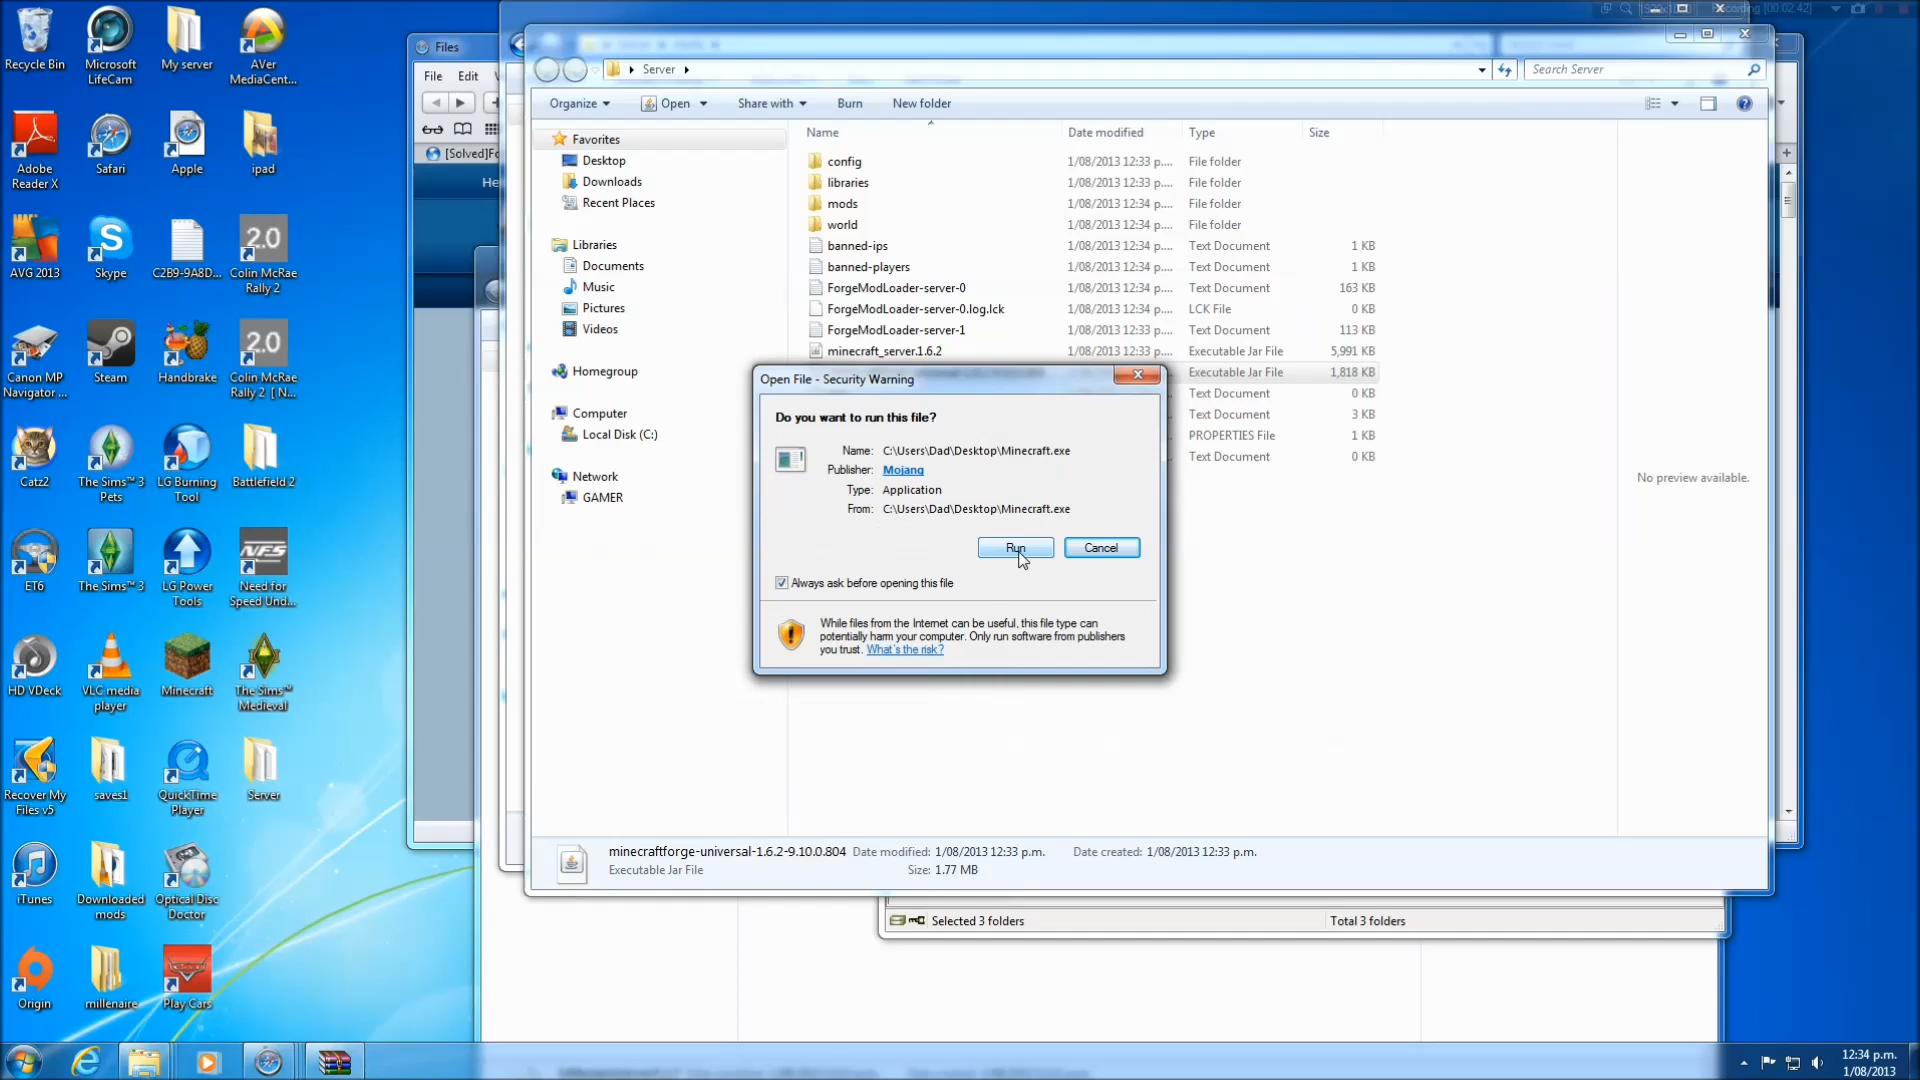 Recycle Bin
Microsoft LifeCam
My server
AVer MediaCent...
Adobe Reader X
Safari
Apple
ipad
AVG 2013
Skype
C2B9-9A8D...
Colin McRae Rally 2
2.0
Canon MP Navigator ...
Steam
Handbrake
Colin McRae Rally 2 [ N...
2.0
Catz2
The Sims™ 3 Pets
LG Burning Tool
Battlefield 2
ET6
The Sims™ 3
LG Power Tools
Need for Speed Und...
NFS
HD VDeck
VLC media player
Minecraft
The Sims™ Medieval
Recover My Files v5
saves1
QuickTime Player
Server
iTunes
Downloaded mods
Optical Disc Doctor
Origin
millenaire
Play Cars
Files
File Edit
[Solved]Fo
He
Recording [00:02:42]
Server
Search Server
Organize Open Share with Burn New folder
Favorites
Desktop
Downloads
Recent Places
Libraries
Documents
Music
Pictures
Videos
Homegroup
Computer
Local Disk (C:)
Network
GAMER
Name Date modified Type Size
config 1/08/2013 12:33 p.... File folder
libraries 1/08/2013 12:33 p.... File folder
mods 1/08/2013 12:34 p.... File folder
world 1/08/2013 12:34 p.... File folder
banned-ips 1/08/2013 12:34 p.... Text Document 1 KB
banned-players 1/08/2013 12:34 p.... Text Document 1 KB
ForgeModLoader-server-0 1/08/2013 12:34 p.... Text Document 163 KB
ForgeModLoader-server-0.log.lck 1/08/2013 12:33 p.... LCK File 0 KB
ForgeModLoader-server-1 1/08/2013 12:34 p.... Text Document 113 KB
minecraft_server.1.6.2 1/08/2013 12:33 p.... Executable Jar File 5,991 KB
Executable Jar File 1,818 KB
Text Document 0 KB
Text Document 3 KB
PROPERTIES File 1 KB
Text Document 0 KB
No preview available.
Open File - Security Warning
Do you want to run this file?
Name: C:\Users\Dad\Desktop\Minecraft.exe
Publisher: Mojang
Type: Application
From: C:\Users\Dad\Desktop\Minecraft.exe
Run Cancel
Always ask before opening this file
While files from the Internet can be useful, this file type can
potentially harm your computer. Only run software from publishers
you trust. What's the risk?
minecraftforge-universal-1.6.2-9.10.0.804 Date modified: 1/08/2013 12:33 p.m. Date created: 1/08/2013 12:33 p.m.
Executable Jar File Size: 1.77 MB
Selected 3 folders Total 3 folders
12:34 p.m.
1/08/2013